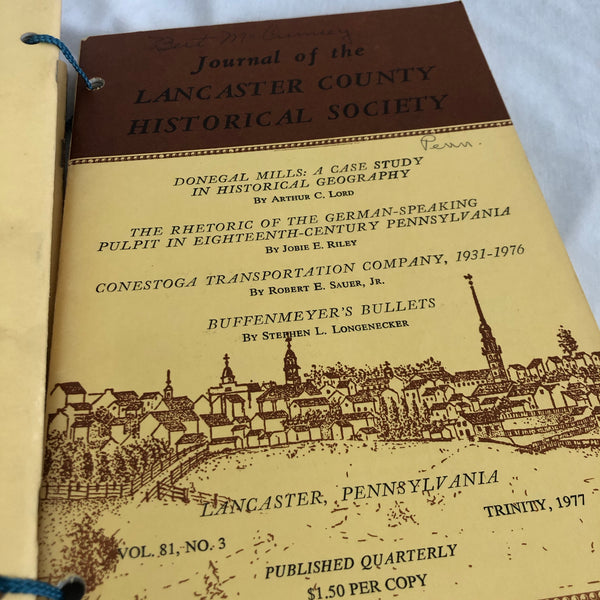 Journal of the
LANCASTER COUNTY
HISTORICAL SOCIETY
Penn.
DONEGAL MILLS: A CASE STUDY
IN HISTORICAL GEOGRAPHY
BY ARTHUR C. LORD
THE RHETORIC OF THE GERMAN-SPEAKING
PULPIT IN EIGHTEENTH-CENTURY PENNSYLVANIA
BY JOBIE E. RILEY
CONESTOGA TRANSPORTATION COMPANY, 1931-1976
BY ROBERT E. SAUER, JR.
BUFFENMEYER'S BULLETS
BY STEPHEN L. LONGENECKER
LANCASTER, PENNSYLVANIA
VOL. 81, NO. 3
TRINITY, 1977
PUBLISHED QUARTERLY
$1.50 PER COPY